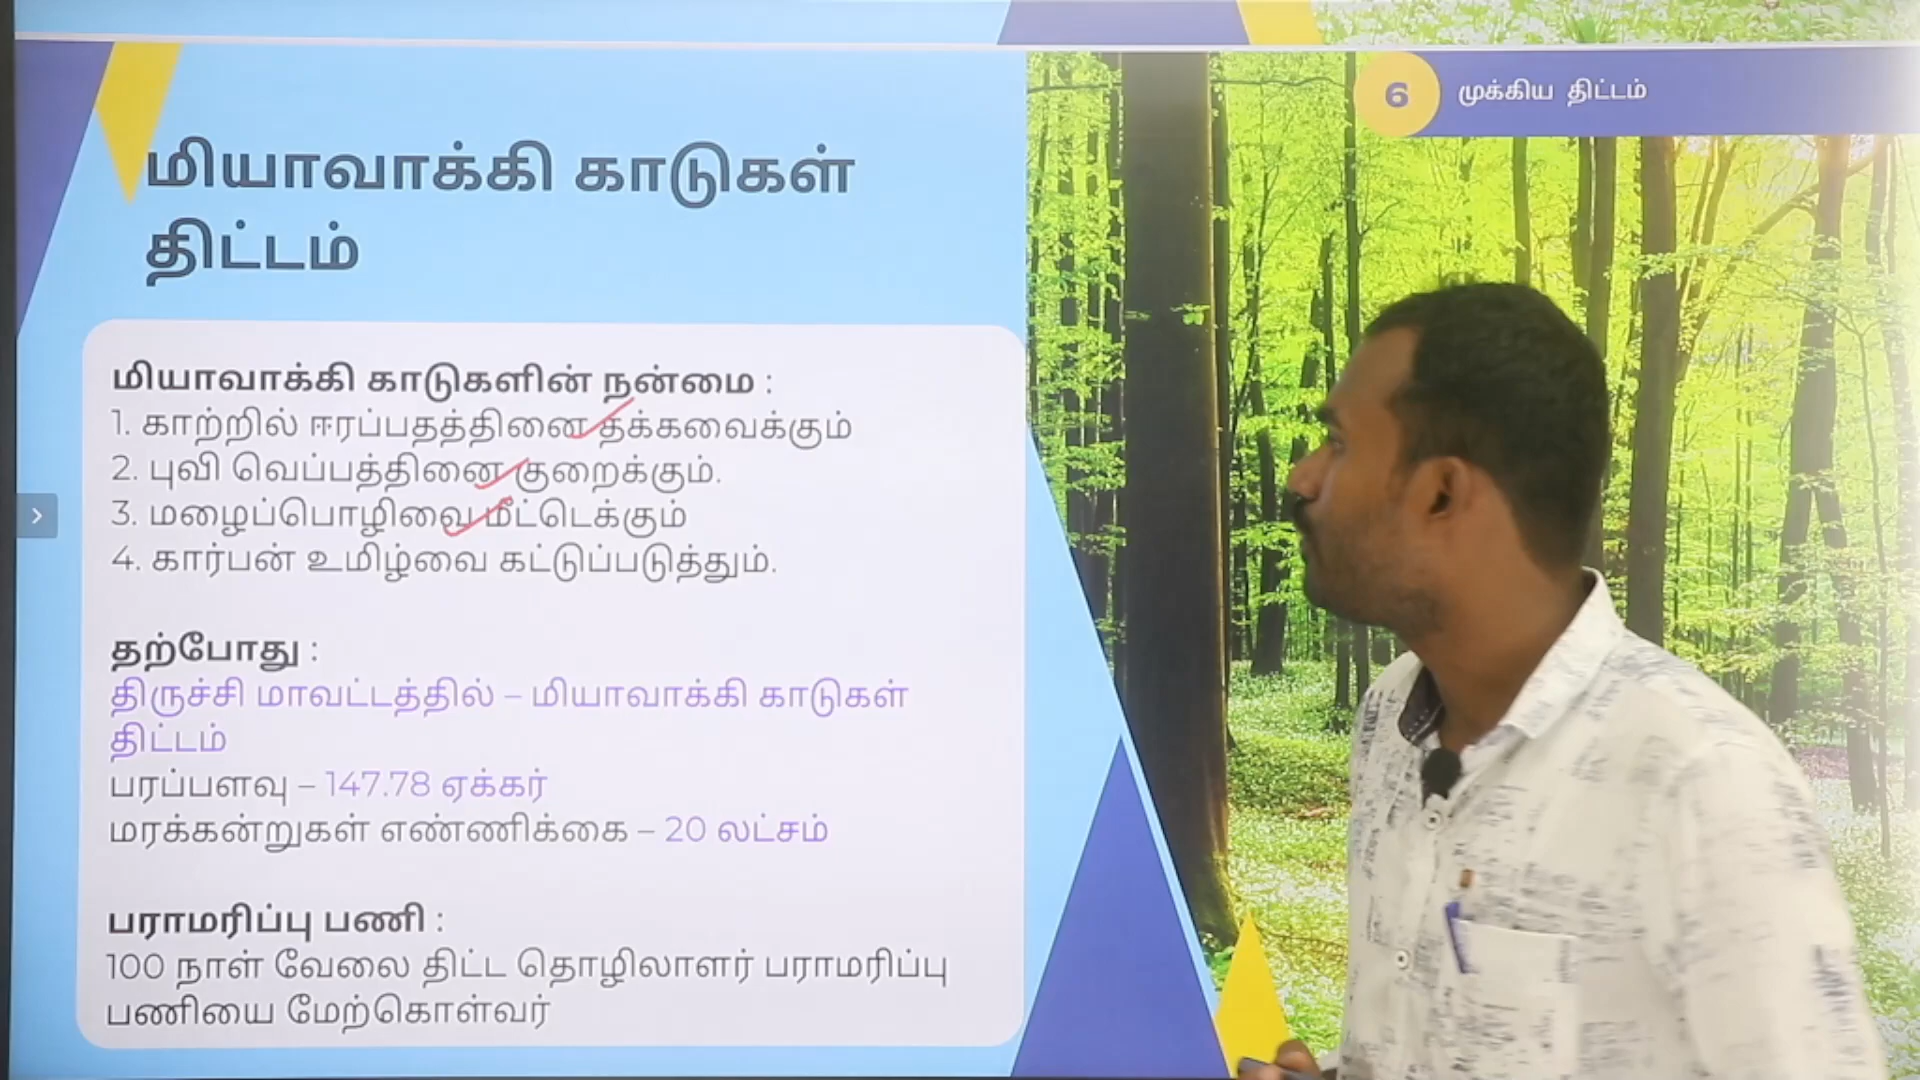 6 முக்கிய திட்டம்
மியாவாக்கி காடுகள்
திட்டம்
மியாவாக்கி காடுகளின் நன்மை :
1. காற்றில் ஈரப்பதத்தினை தக்கவைக்கும்
2. புவி வெப்பத்தினை குறைக்கும்.
3. மழைப்பொழிவை மீட்டெக்கும்
4. கார்பன் உமிழ்வை கட்டுப்படுத்தும்.
தற்போது :
திருச்சி மாவட்டத்தில் – மியாவாக்கி காடுகள்
திட்டம்
பரப்பளவு – 147.78 ஏக்கர்
மரக்கன்றுகள் எண்ணிக்கை – 20 லட்சம்
பராமரிப்பு பணி :
100 நாள் வேலை திட்ட தொழிலாளர் பராமரிப்பு
பணியை மேற்கொள்வர்